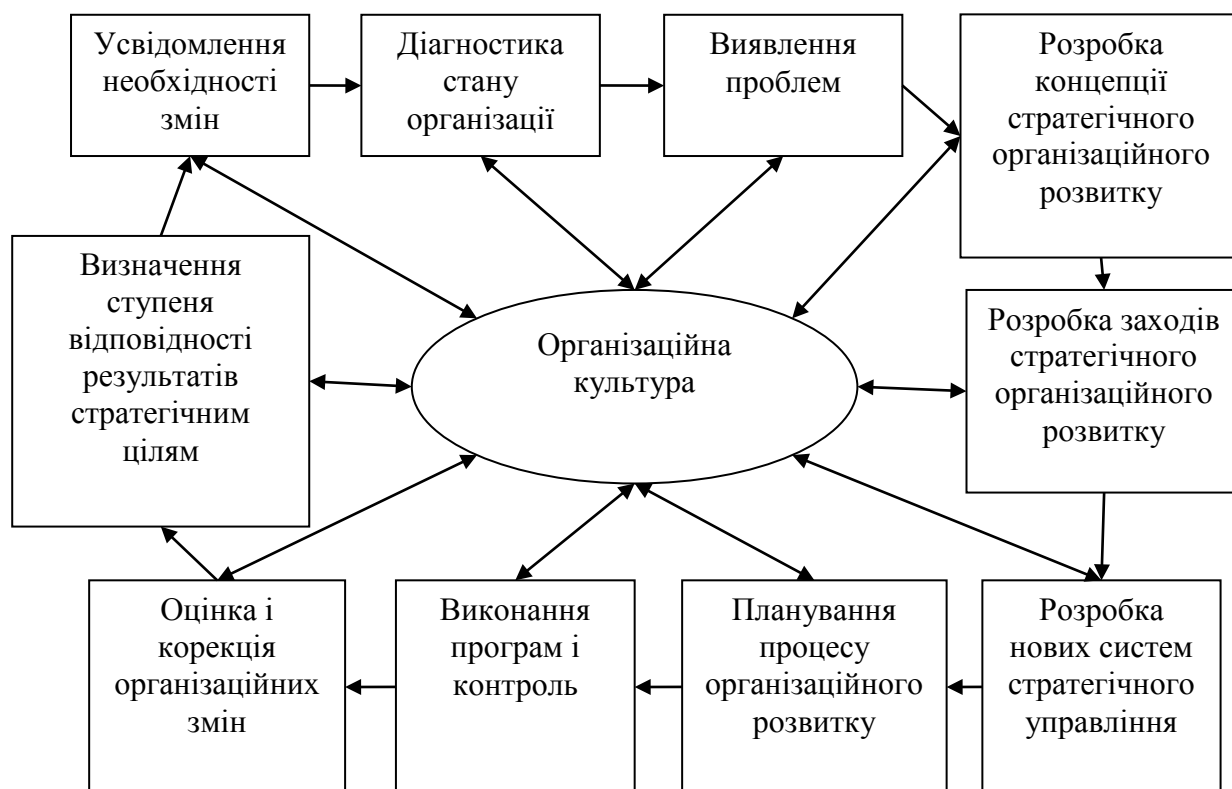 Усвідомлення
необхідності
змін
Діагностика
стану
організації
Виявлення
проблем
Розробка
концепції
стратегічного
організаційного
розвитку
Визначення
ступеня
відповідності
результатів
стратегічним
цілям
Організаційна
культура
Розробка заходів
стратегічного
організаційного
розвитку
Оцінка і
корекція
організаційних
змін
Виконання
програм і
контроль
Планування
процесу
організаційного
розвитку
Розробка
нових систем
стратегічного
управління